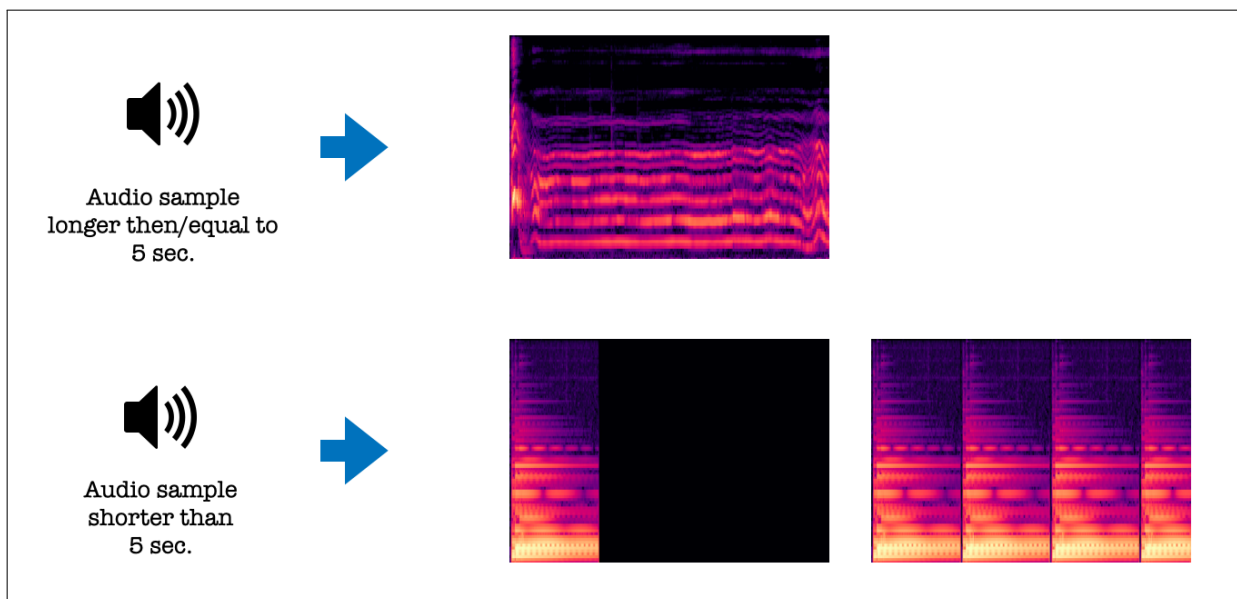 Audio sample
longer then/equal to
5 sec.
Audio sample
shorter than
5 sec.